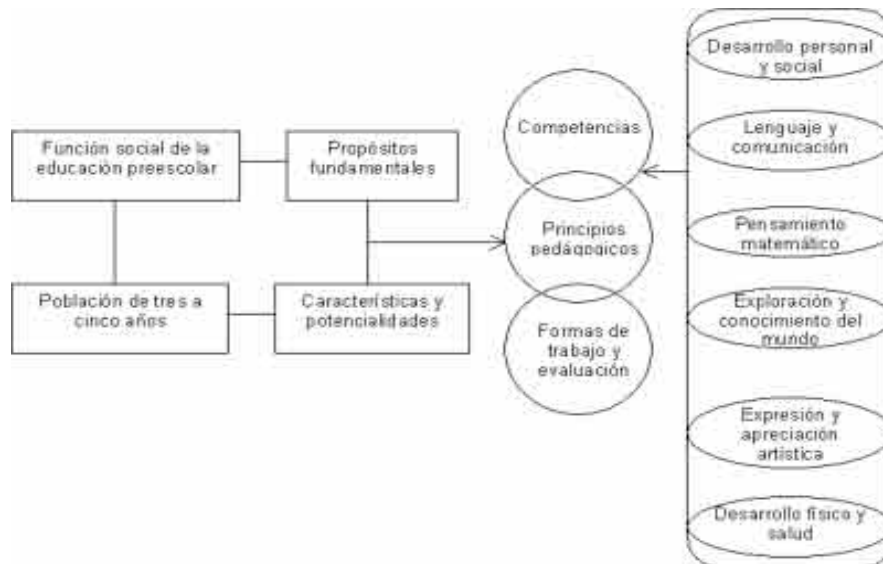 Función social de la
educación preescolar
Propósitos
fundamentales
Población de tres a
cinco años
Características y
potencialidades
Competencias
Principios
pedágogicos
Formas de
trabajo y
evaluación
Desarrollo personal
y social
Lenguaje y
comunicación
Pensamiento
matemático
Exploración y
conocimiento del
mundo
Expresión y
apreciación
artística
Desarrollo físico y
salud